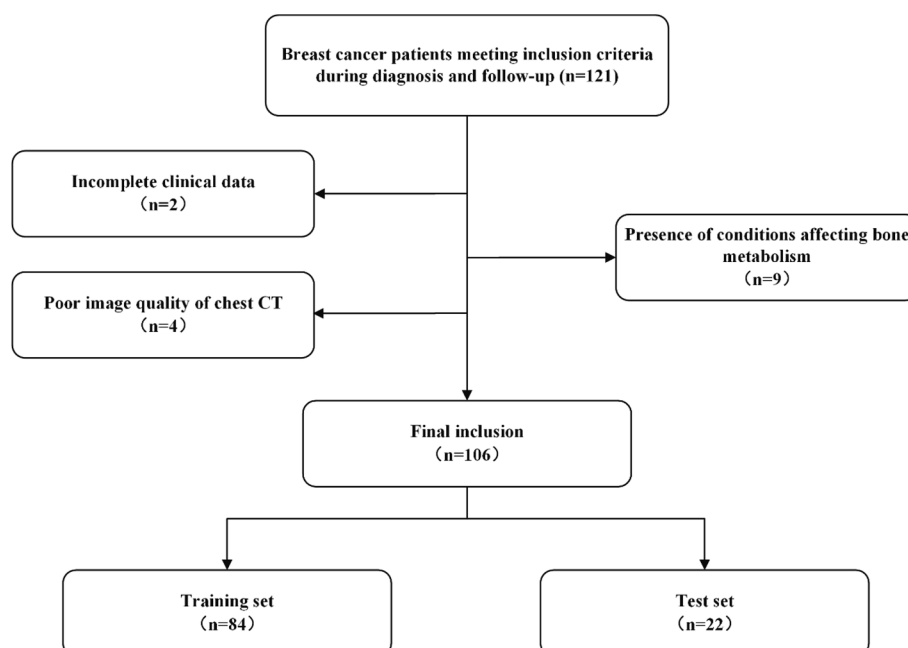 Breast cancer patients meeting inclusion criteria
during diagnosis and follow-up (n=121)
Incomplete clinical data
（n=2）
Presence of conditions affecting bone
metabolism
（n=9）
Poor image quality of chest CT
（n=4）
Final inclusion
（n=106）
Training set
（n=84）
Test set
（n=22）